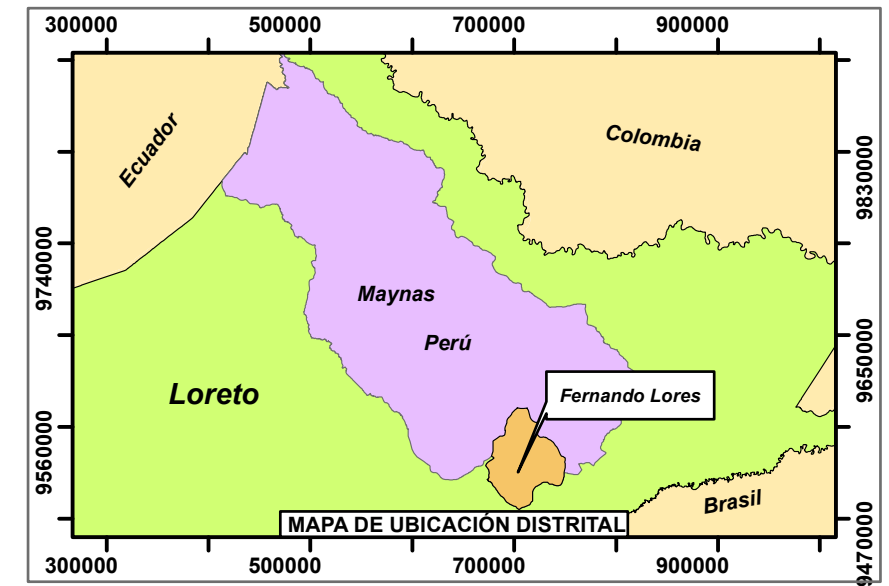 300000 500000 700000 900000
Ecuador
Colombia
9830000
9740000
Maynas
Perú
9650000
Loreto
Fernando Lores
9560000
Brasil
MAPA DE UBICACIÓN DISTRITAL
9470000
300000 500000 700000 900000